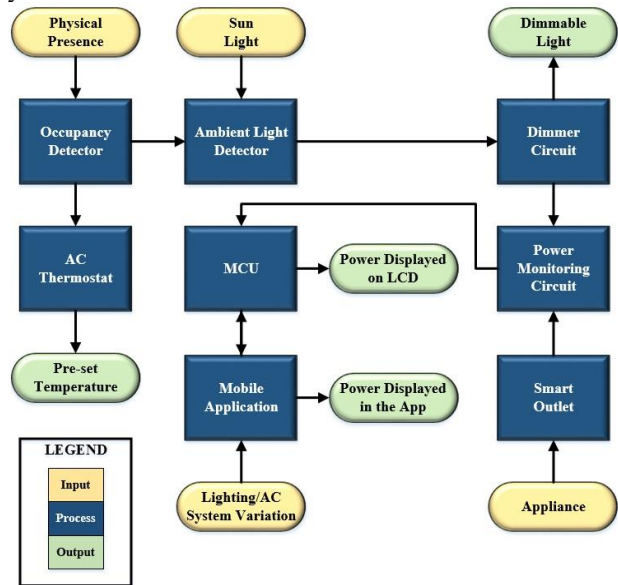 Physical
Presence
Sun
Light
Dimmable
Light
Occupancy
Detector
Ambient Light
Detector
Dimmer
Circuit
AC
Thermostat
MCU
Power Displayed
on LCD
Power
Monitoring
Circuit
Pre-set
Temperature
Mobile
Application
Power Displayed
in the App
Smart
Outlet
LEGEND
Input
Process
Output
Lighting/AC
System Variation
Appliance